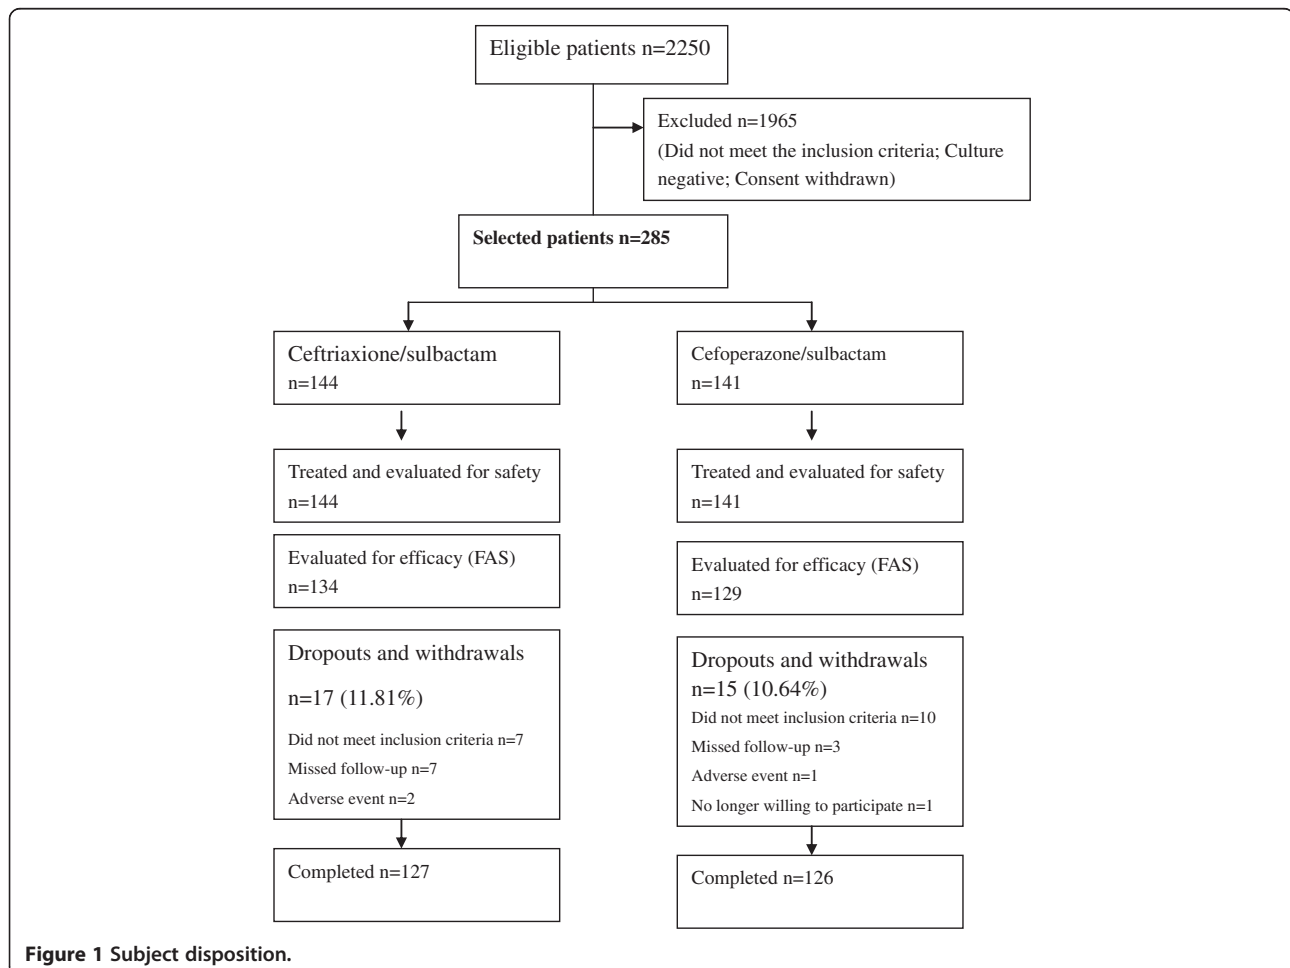 Eligible patients n=2250
Excluded n=1965
(Did not meet the inclusion criteria; Culture
negative; Consent withdrawn)
Selected patients n=285
Ceftriaxione/sulbactam
n=144
Cefoperazone/sulbactam
n=141
Treated and evaluated for safety
n=144
Treated and evaluated for safety
n=141
Evaluated for efficacy (FAS)
n=134
Evaluated for efficacy (FAS)
n=129
Dropouts and withdrawals
n=17 (11.81%)
Did not meet inclusion criteria n=7
Missed follow-up n=7
Adverse event n=2
Dropouts and withdrawals
n=15 (10.64%)
Did not meet inclusion criteria n=10
Missed follow-up n=3
Adverse event n=1
No longer willing to participate n=1
Completed n=127
Completed n=126
Figure 1 Subject disposition.